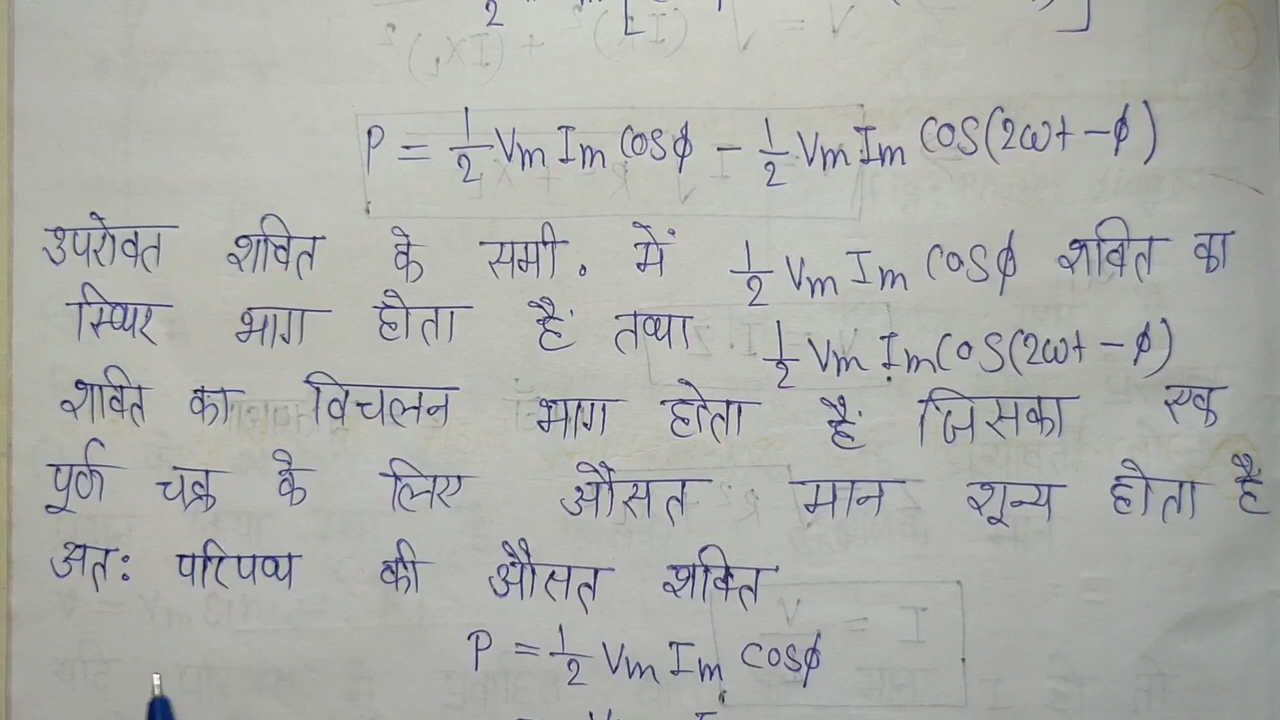 P = 1/2 Vm Im cosϕ - 1/2 Vm Im cos(2ωt - ϕ)
उपरोक्त शक्ति के समी. में 1/2 Vm Im cosϕ शक्ति का
स्थिर भाग होता हैं तथा 1/2 Vm Im cos(2ωt - ϕ)
शक्ति का विचलन भाग होता हैं जिसका एक
पूर्ण चक्र के लिए औसत मान शून्य होता हैं
अतः परिपथ की औसत शक्ति
P = 1/2 Vm Im cosϕ